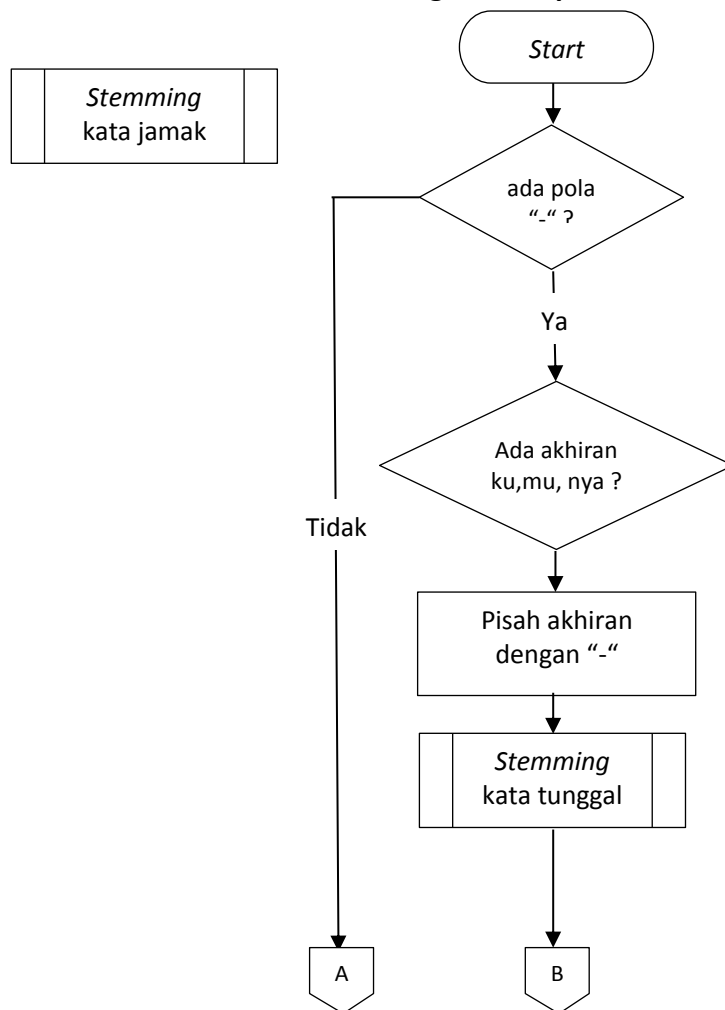 Start
Stemming
kata jamak
ada pola
“-“ ?
Ya
Ada akhiran
ku,mu, nya ?
Tidak
Pisah akhiran
dengan “-“
Stemming
kata tunggal
A
B